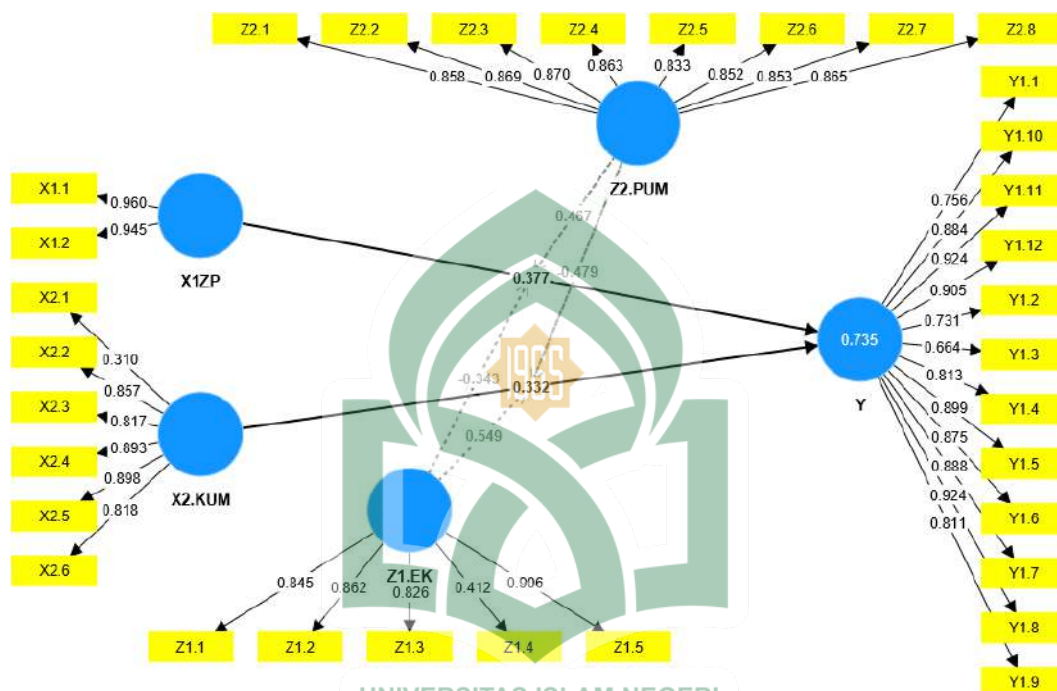 Z2.1 Z2.2 Z2.3 Z2.4 Z2.5 Z2.6 Z2.7 Z2.8
0.858 0.869 0.870 0.863 0.833 0.852 0.853 0.865
Z2.PUM
X1.1
0.960
X1.2
0.945
X1ZP
X2.1
X2.2
X2.3
X2.4
X2.5
X2.6
0.310
0.857
0.817
0.893
0.898
0.818
X2.KUM
0.467
-0.479
0.377
-0.343
0.332
0.549
1965
Z1.EK
0.845 0.862 0.826 0.412 0.906
Z1.1 Z1.2 Z1.3 Z1.4 Z1.5
0.735
Y
0.756
0.884
0.924
0.905
0.731
0.664
0.813
0.899
0.875
0.888
0.924
0.811
Y1.1
Y1.10
Y1.11
Y1.12
Y1.2
Y1.3
Y1.4
Y1.5
Y1.6
Y1.7
Y1.8
Y1.9
UNIVERSITAS ISLAM NEGERI